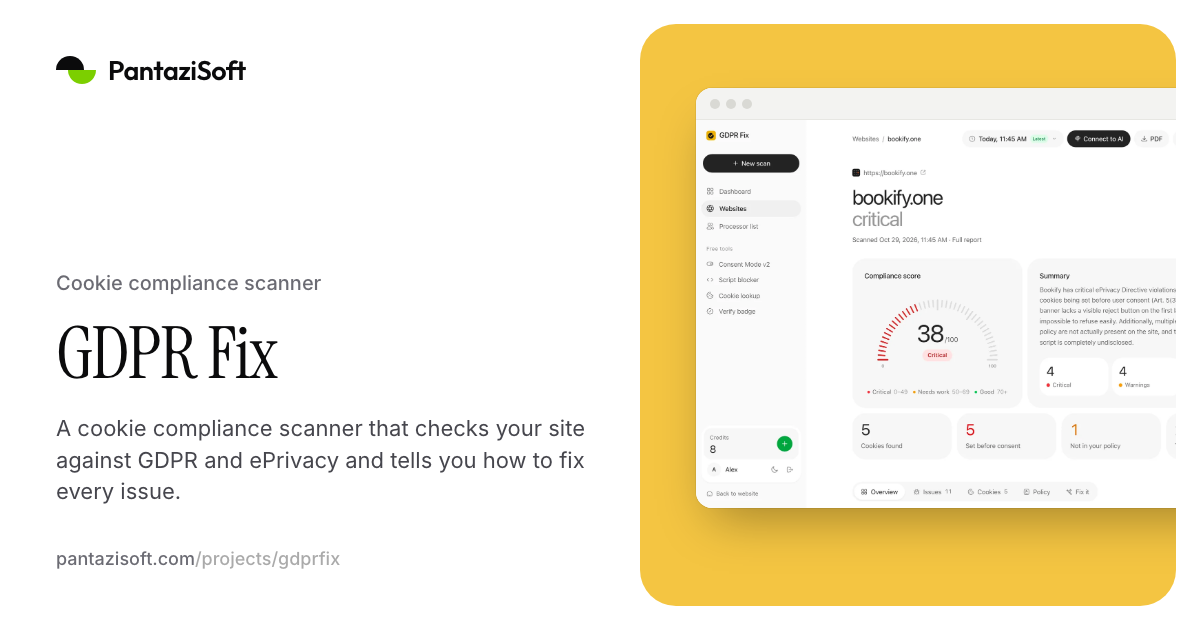 PantaziSoft
Cookie compliance scanner
GDPR Fix
A cookie compliance scanner that checks your site
against GDPR and ePrivacy and tells you how to fix
every issue.
pantazisoft.com/projects/gdprfix
GDPR Fix
+ New scan
Dashboard
Websites
Processor list
Free tools
Consent Mode v2
Script blocker
Cookie lookup
Verify badge
Credits
8
A Alex
Back to website
Websites / bookify.one
Today, 11:45 AM Latest
Connect to AI
PDF
https://bookify.one
bookify.one
critical
Scanned Oct 29, 2026, 11:45 AM · Full report
Compliance score
38/100
Critical
0 100
Critical 0–49 Needs work 50–69 Good 70+
Summary
Bookify has critical ePrivacy Directive violations
cookies being set before user consent (Art. 5(3
banner lacks a visible reject button on the first l
impossible to refuse easily. Additionally, multipl
policy are not actually present on the site, and t
script is completely undisclosed.
4
Critical
4
Warnings
5
Cookies found
5
Set before consent
1
Not in your policy
Overview
Issues 11
Cookies 5
Policy
Fix it